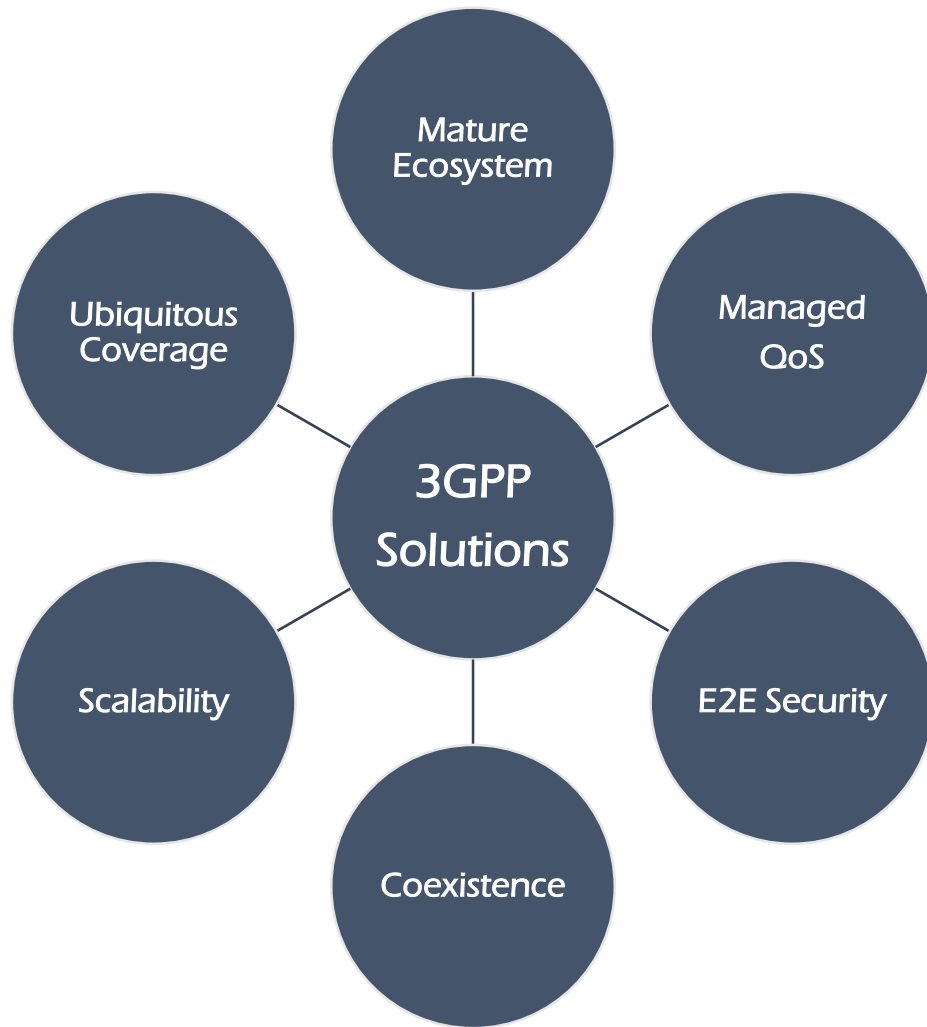 Mature
Ecosystem
Ubiquitous
Coverage
Managed
QoS
3GPP
Solutions
Scalability
E2E Security
Coexistence